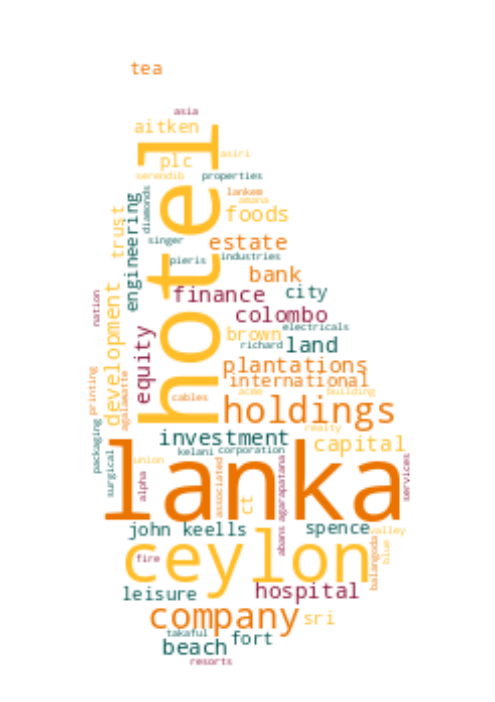 tea
asia
aitken
asiri
plc
serendib
properties
diamonds
lankem
amana
foods
trust
engineering
hotel
singer
estate
pieris
industries
bank
finance
city
nation
colombo
development
equity
brown
electricals
richard
land
plantations
international
printing
agalawatte
cables
acme
building
holdings
realty
packaging
investment
capital
kelani
corporation
union
surgical
alpha
associated
ct
agarapatana
services
lanka
john keells
abans
spence
valley
blue
balangoda
ceylon
fire
leisure
hospital
company
sri
takaful
fort
beach
resorts